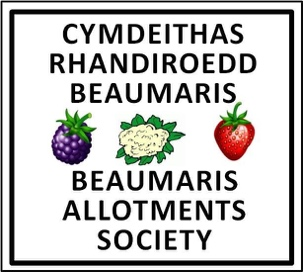 CYMDEITHAS
RHANDIROEDD
BEAUMARIS
BEAUMARIS
ALLOTMENTS
SOCIETY